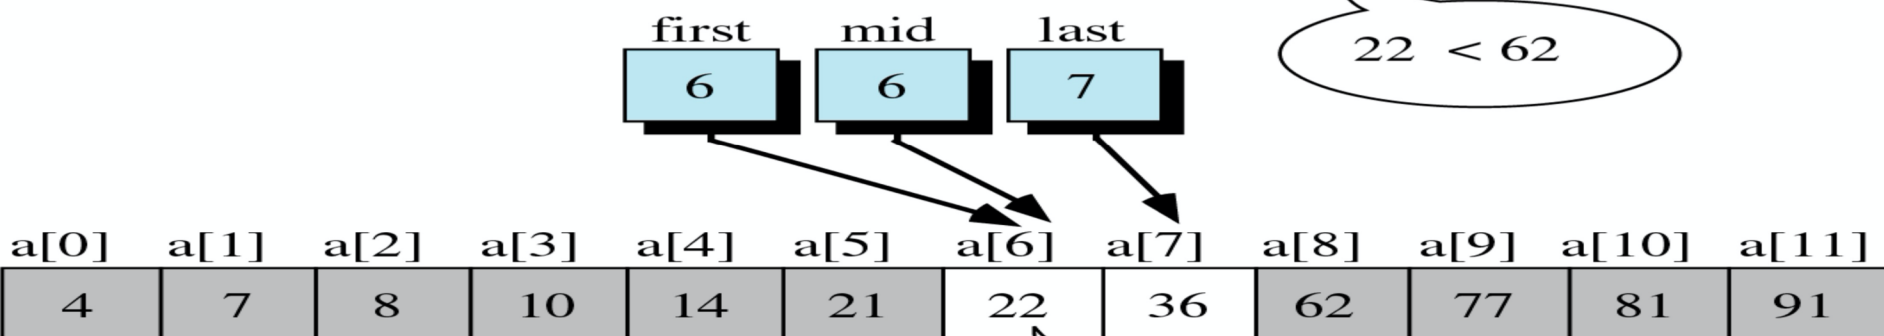 first mid last
22 < 62
6 6 7
a[0] a[1] a[2] a[3] a[4] a[5] a[6] a[7] a[8] a[9] a[10] a[11]
4 7 8 10 14 21 22 36 62 77 81 91